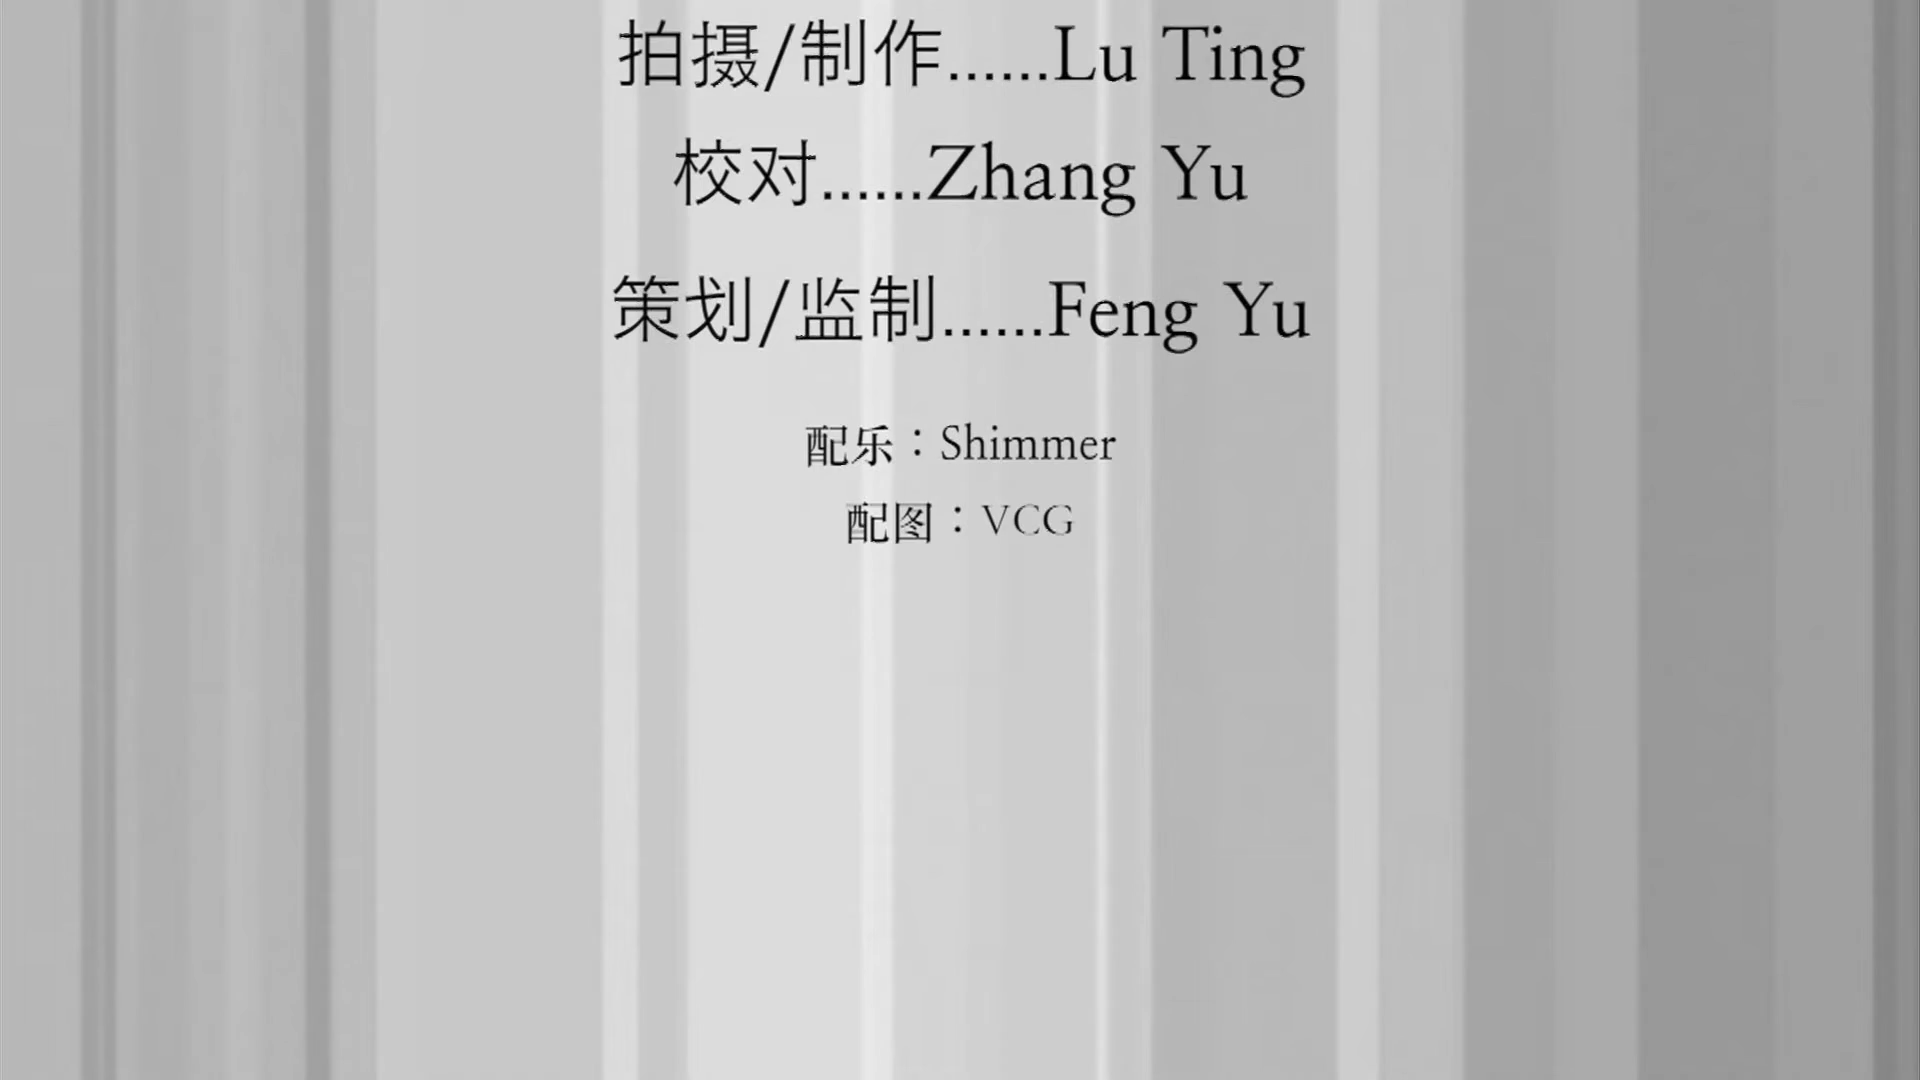 拍摄/制作......Lu Ting
校对......Zhang Yu
策划/监制......Feng Yu
配乐：Shimmer
配图：VCG